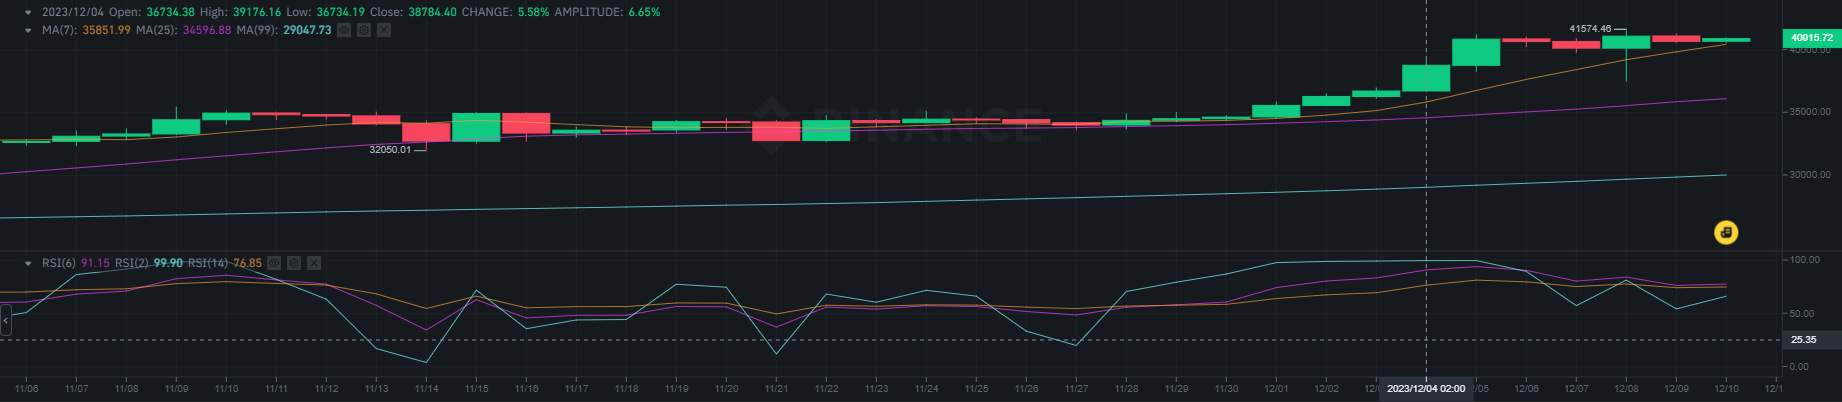 2023/12/04 Open: 36734.38 High: 39176.16 Low: 36734.19 Close: 38784.40 CHANGE: 5.58% AMPLITUDE: 6.65%
MA(7): 35851.99 MA(25): 34596.88 MA(99): 29047.73
41574.46
40915.72
40000.00
BINANCE
35000.00
32050.01
30000.00
RSI(6) 91.15 RSI(2) 99.90 RSI(14) 76.85
100.00
50.00
25.35
0.00
11/06 11/07 11/08 11/09 11/10 11/11 11/12 11/13 11/14 11/15 11/16 11/17 11/18 11/19 11/20 11/21 11/22 11/23 11/24 11/25 11/26 11/27 11/28 11/29 11/30 12/01 12/02 2023/12/04 02:00 /05 12/06 12/07 12/08 12/09 12/10 12/1